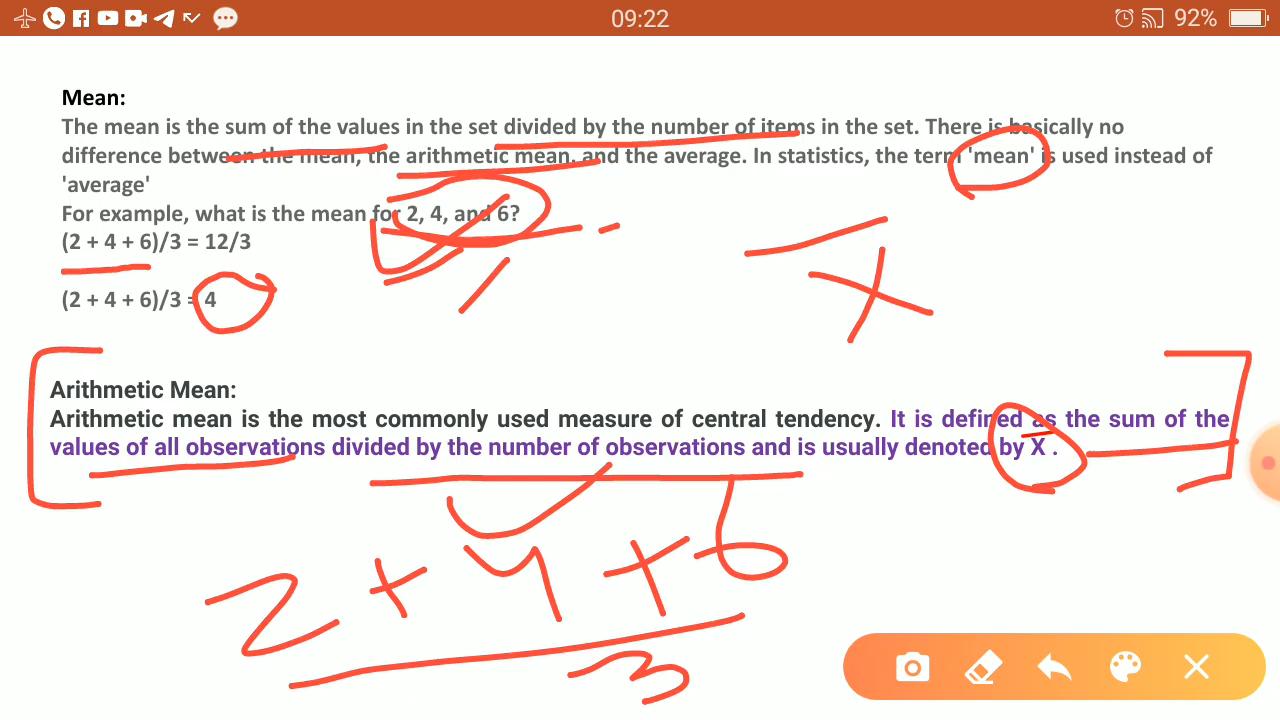 09:22
92%
Mean:
The mean is the sum of the values in the set divided by the number of items in the set. There is basically no
difference between the mean, the arithmetic mean, and the average. In statistics, the term 'mean' is used instead of
'average'
For example, what is the mean for 2, 4, and 6?
(2 + 4 + 6)/3 = 12/3
(2 + 4 + 6)/3 = 4
X̅
Arithmetic Mean:
Arithmetic mean is the most commonly used measure of central tendency. It is defined as the sum of the
values of all observations divided by the number of observations and is usually denoted by X̅ .
2 + 4 + 6
3